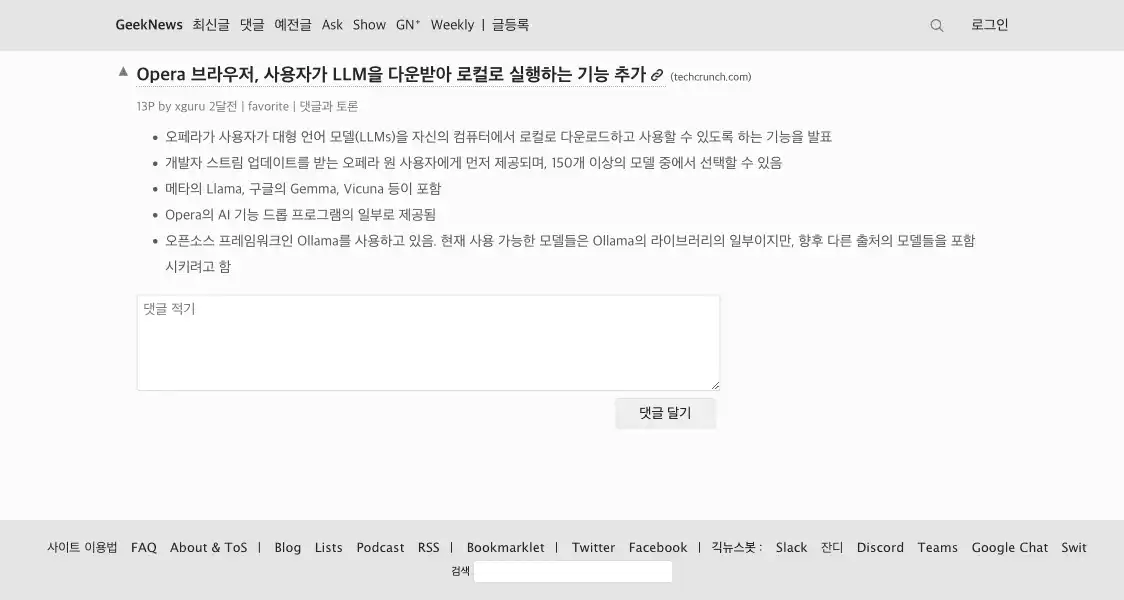 GeekNews 최신글 댓글 예전글 Ask Show GN⁺ Weekly | 글등록 로그인
▲ Opera 브라우저, 사용자가 LLM을 다운받아 로컬로 실행하는 기능 추가 (techcrunch.com)
13P by xguru 2달전 | favorite | 댓글과 토론
• 오페라가 사용자가 대형 언어 모델(LLMs)을 자신의 컴퓨터에서 로컬로 다운로드하고 사용할 수 있도록 하는 기능을 발표
• 개발자 스트림 업데이트를 받는 오페라 원 사용자에게 먼저 제공되며, 150개 이상의 모델 중에서 선택할 수 있음
• 메타의 Llama, 구글의 Gemma, Vicuna 등이 포함
• Opera의 AI 기능 드롭 프로그램의 일부로 제공됨
• 오픈소스 프레임워크인 Ollama를 사용하고 있음. 현재 사용 가능한 모델들은 Ollama의 라이브러리의 일부이지만, 향후 다른 출처의 모델들을 포함
시키려고 함
댓글 적기
댓글 달기
사이트 이용법 FAQ About & ToS | Blog Lists Podcast RSS | Bookmarklet | Twitter Facebook | 긱뉴스봇 : Slack 잔디 Discord Teams Google Chat Swit
검색